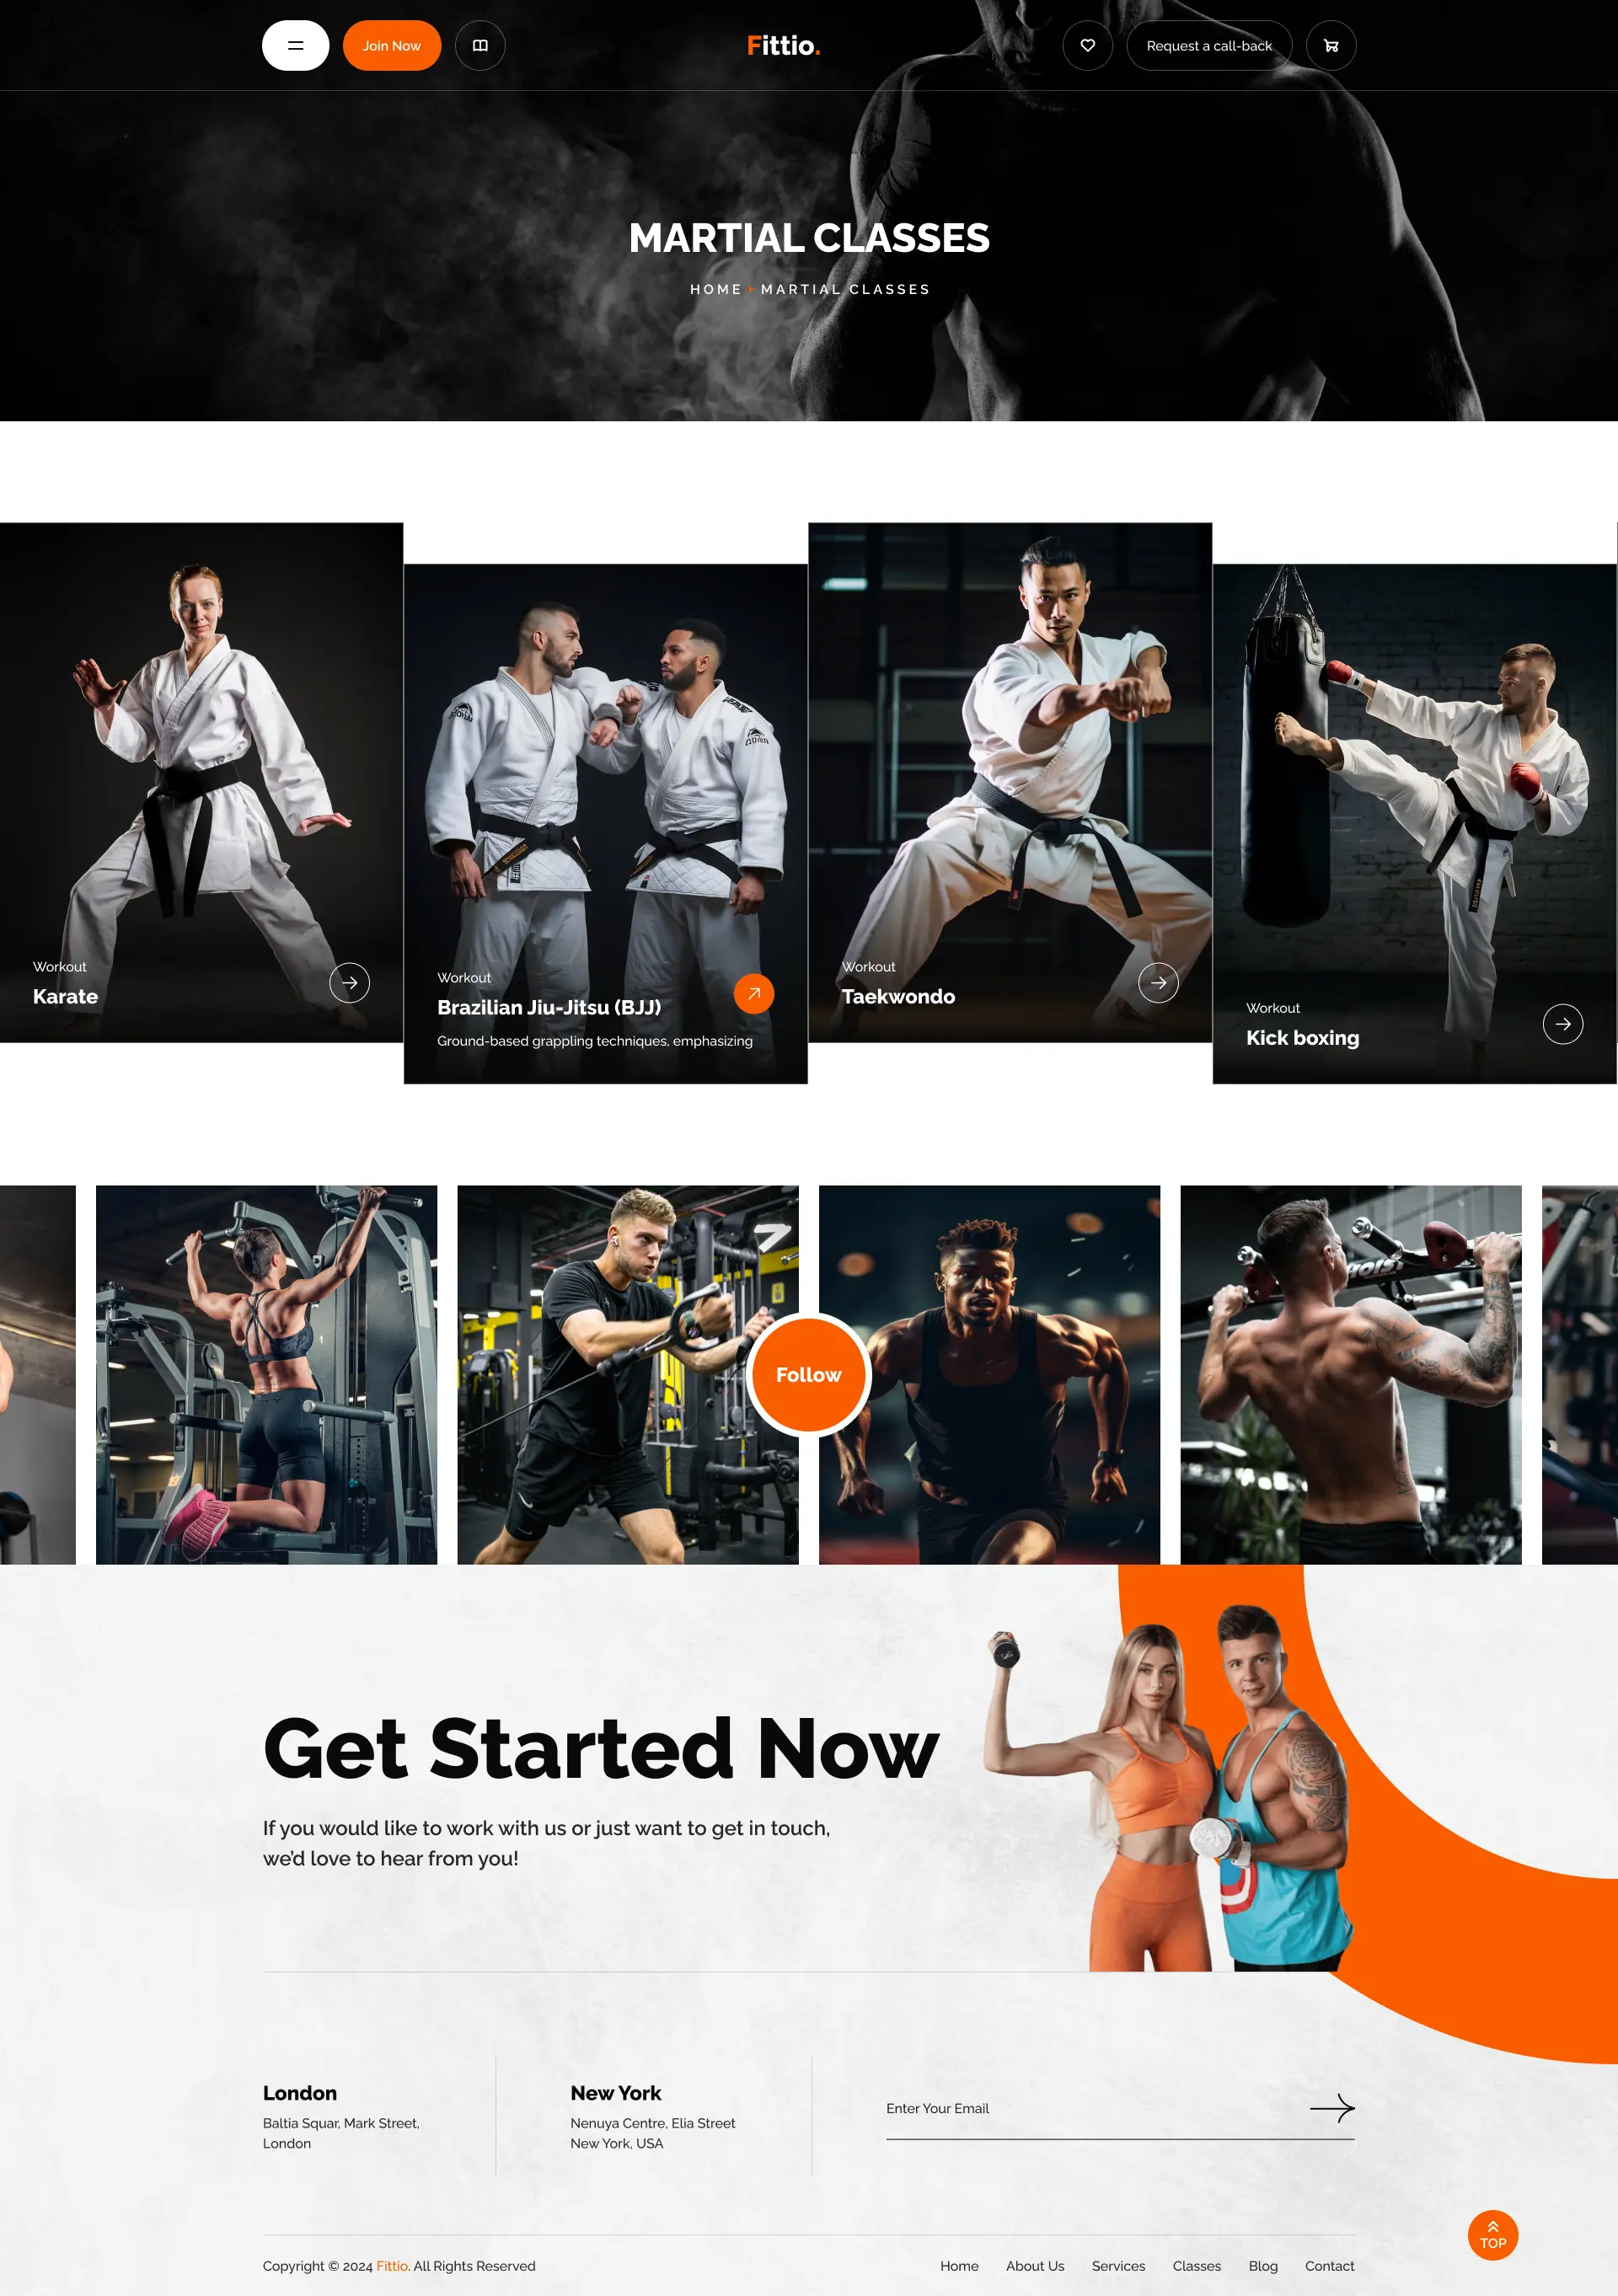 Join Now
Fittio.
Request a call-back
MARTIAL CLASSES
HOME MARTIAL CLASSES
Workout
Karate
Workout
Brazilian Jiu-Jitsu (BJJ)
Ground-based grappling techniques, emphasizing
Workout
Taekwondo
Workout
Kick boxing
Follow
Get Started Now
If you would like to work with us or just want to get in touch,
we'd love to hear from you!
London
Baltia Squar, Mark Street,
London
New York
Nenuya Centre, Elia Street
New York, USA
Enter Your Email
TOP
Copyright © 2024 Fittio. All Rights Reserved
Home About Us Services Classes Blog Contact